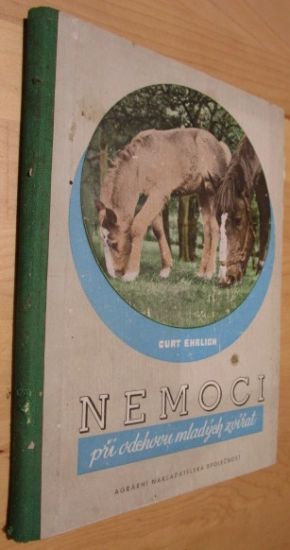 CURT EHRLICH
NEMOCI
při odchovu mladých zvířat
AGRÁRNÍ NAKLADATELSKÁ SPOLEČNOST